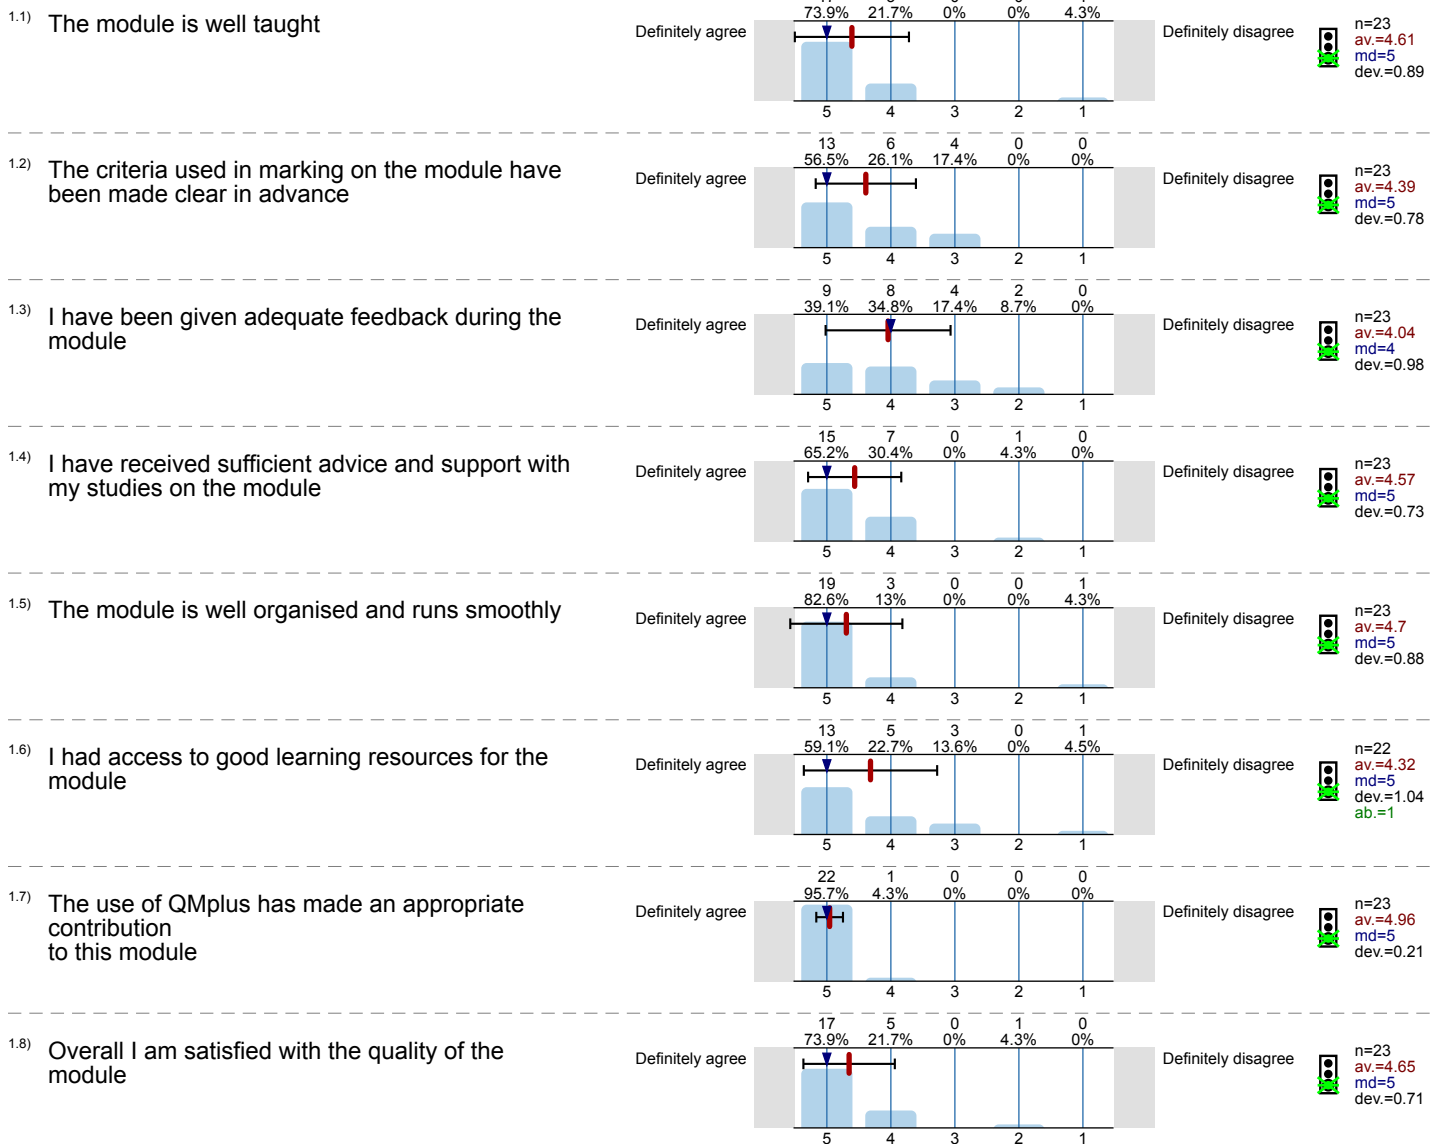 73.9% 21.7% 0% 0% 4.3%
1.1) The module is well taught
Definitely agree
Definitely disagree
n=23
av.=4.61
md=5
dev.=0.89
5 4 3 2 1
13 6 4 0 0
56.5% 26.1% 17.4% 0% 0%
1.2) The criteria used in marking on the module have
been made clear in advance
Definitely agree
Definitely disagree
n=23
av.=4.39
md=5
dev.=0.78
5 4 3 2 1
9 8 4 2 0
39.1% 34.8% 17.4% 8.7% 0%
1.3) I have been given adequate feedback during the
module
Definitely agree
Definitely disagree
n=23
av.=4.04
md=4
dev.=0.98
5 4 3 2 1
15 7 0 1 0
65.2% 30.4% 0% 4.3% 0%
1.4) I have received sufficient advice and support with
my studies on the module
Definitely agree
Definitely disagree
n=23
av.=4.57
md=5
dev.=0.73
5 4 3 2 1
19 3 0 0 1
82.6% 13% 0% 0% 4.3%
1.5) The module is well organised and runs smoothly
Definitely agree
Definitely disagree
n=23
av.=4.7
md=5
dev.=0.88
5 4 3 2 1
13 5 3 0 1
59.1% 22.7% 13.6% 0% 4.5%
1.6) I had access to good learning resources for the
module
Definitely agree
Definitely disagree
n=22
av.=4.32
md=5
dev.=1.04
ab.=1
5 4 3 2 1
22 1 0 0 0
95.7% 4.3% 0% 0% 0%
1.7) The use of QMplus has made an appropriate
contribution
to this module
Definitely agree
Definitely disagree
n=23
av.=4.96
md=5
dev.=0.21
5 4 3 2 1
17 5 0 1 0
73.9% 21.7% 0% 4.3% 0%
1.8) Overall I am satisfied with the quality of the
module
Definitely agree
Definitely disagree
n=23
av.=4.65
md=5
dev.=0.71
5 4 3 2 1